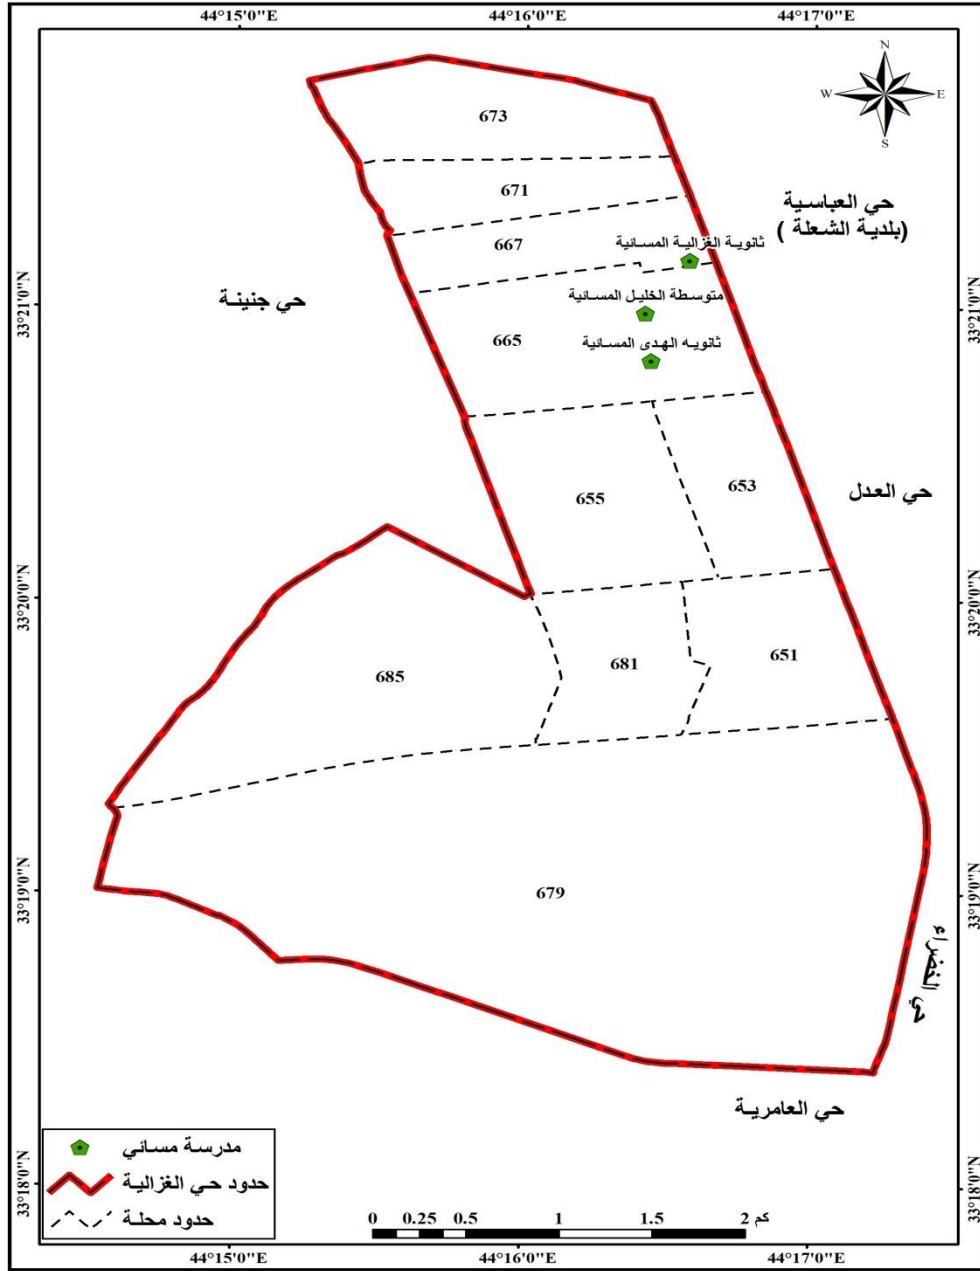 44°15'0"E
44°16'0"E
44°17'0"E
N
W
E
S
673
671
حي العباسية
(بلدية الشعلة )
667
ثانوية الغزالية المسائية
حي جنينة
33°21'0"N
33°21'0"N
متوسطة الخليل المسائية
665
ثانويه الهدى المسائية
655
653
حي العدل
33°20'0"N
33°20'0"N
685
681
651
33°19'0"N
33°19'0"N
679
حي الخضراء
حي العامرية
مدرسة مسائي
حدود حي الغزالية
حدود محلة
33°18'0"N
33°18'0"N
0 0.25 0.5 1 1.5 2 كم
44°15'0"E
44°16'0"E
44°17'0"E